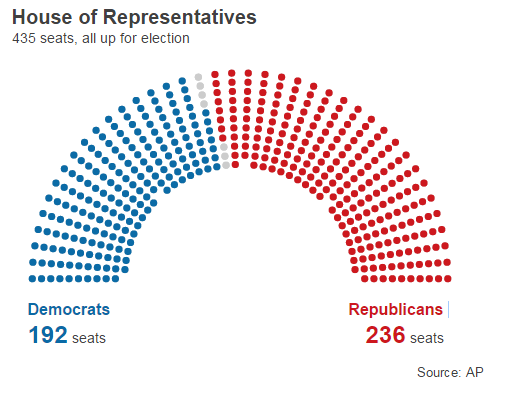 House of Representatives
435 seats, all up for election
Democrats
192 seats
Republicans
236 seats
Source: AP